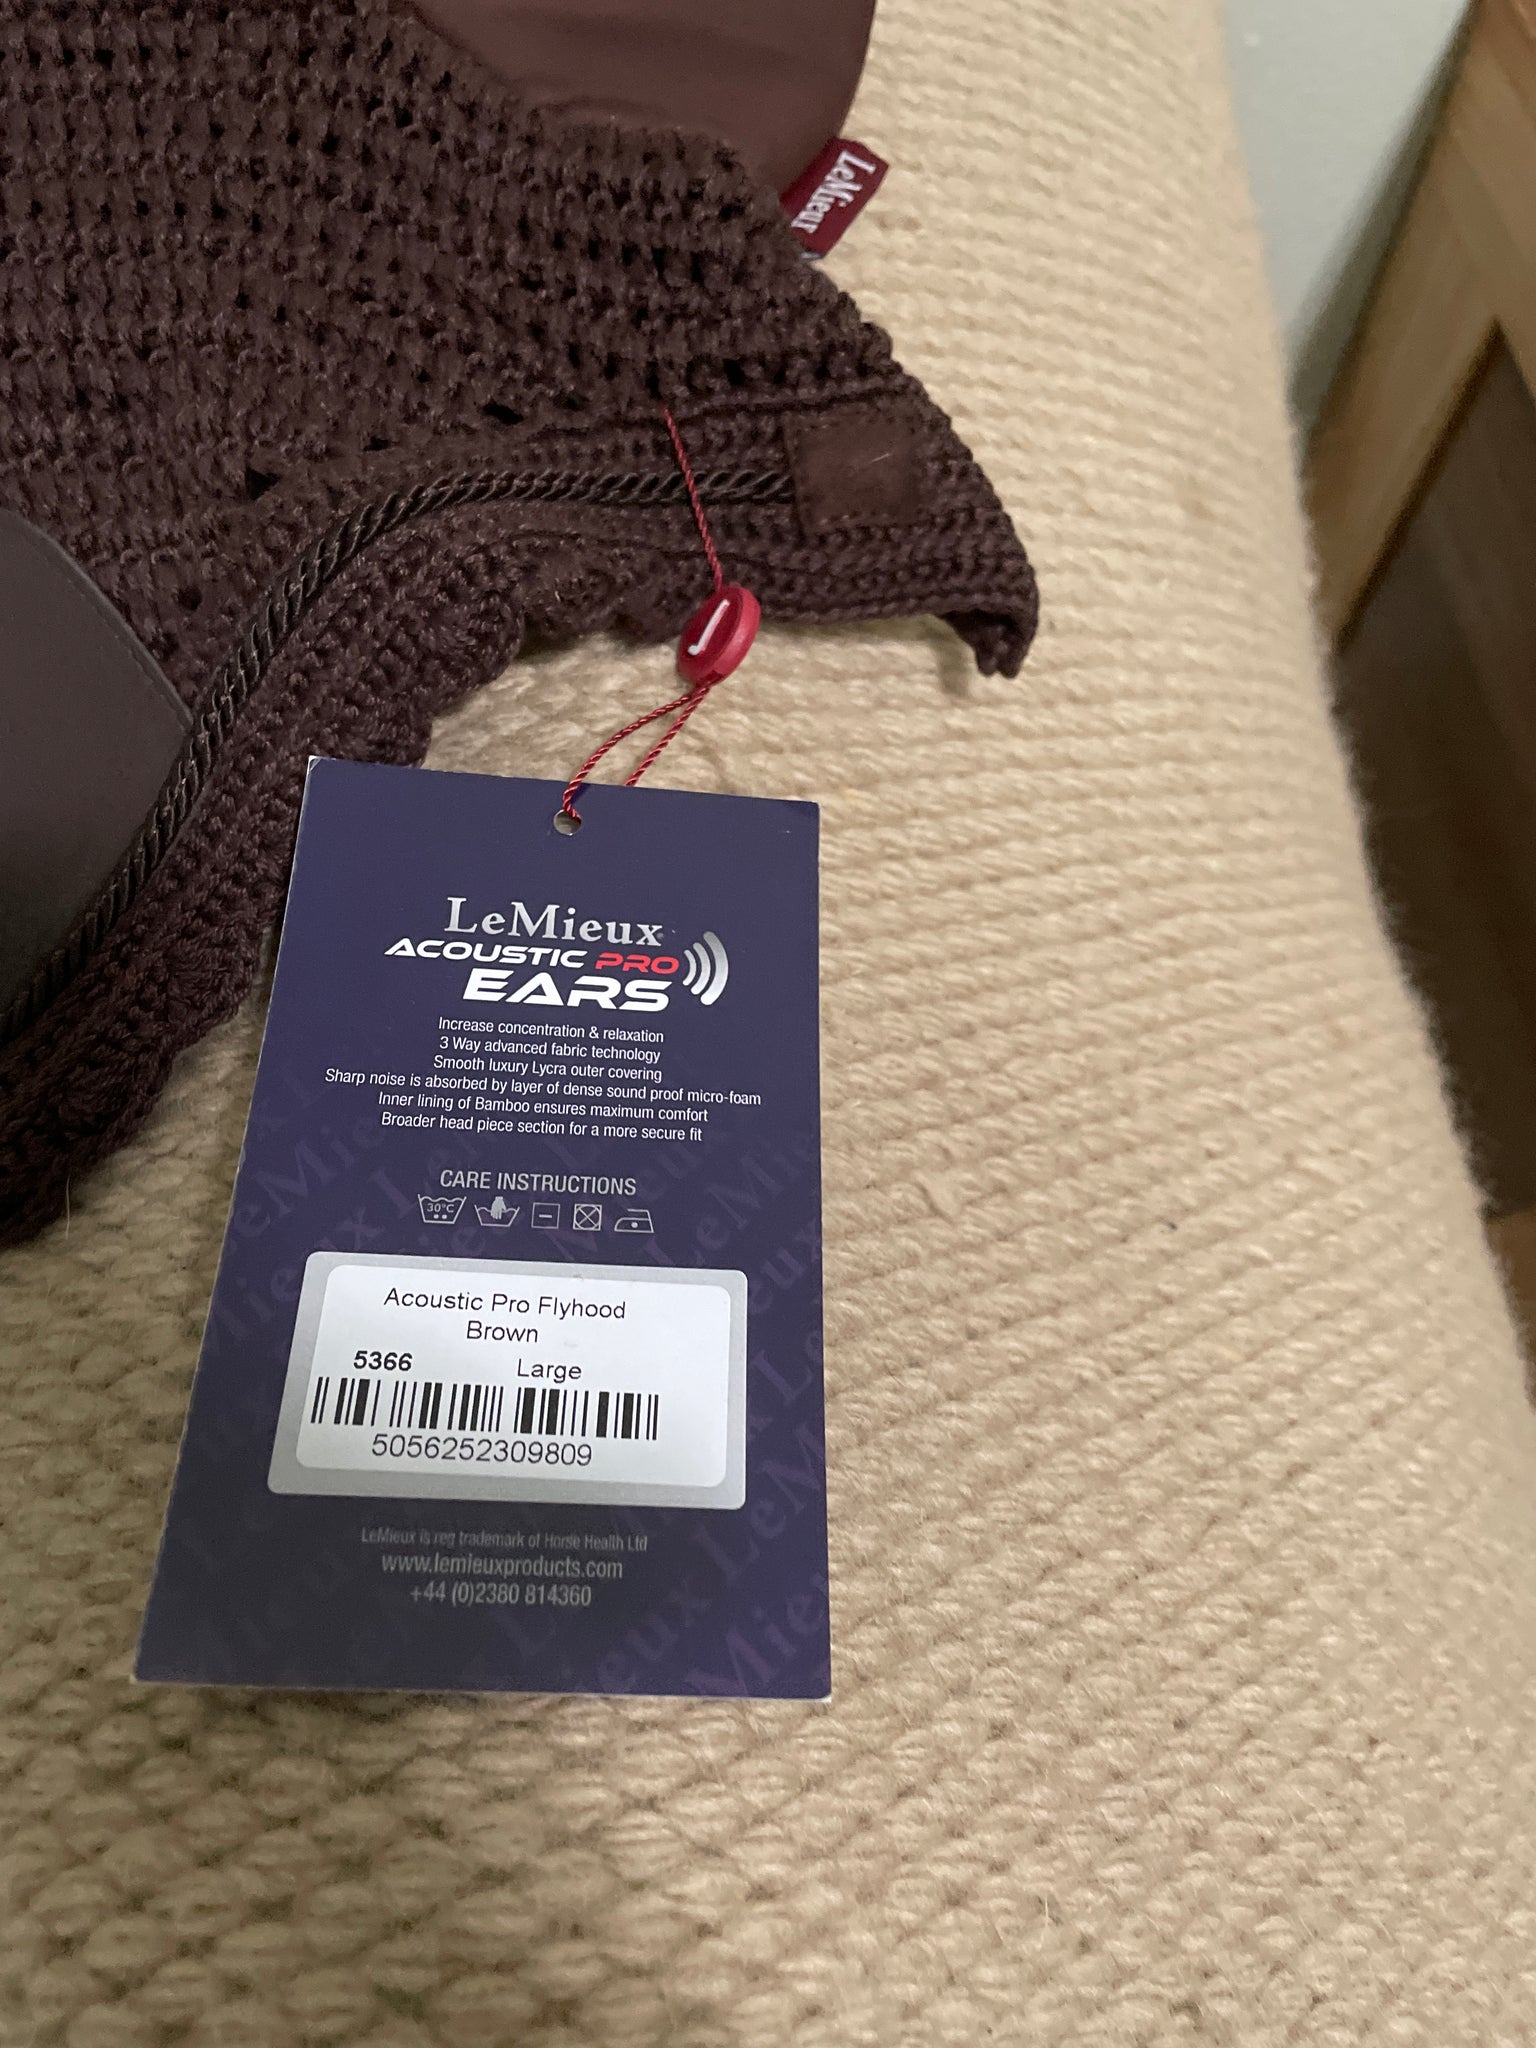 LeMieux
LeMieux
ACOUSTIC PRO
EARS
Increase concentration & relaxation
3 Way advanced fabric technology
Smooth luxury Lycra outer covering
Sharp noise is absorbed by layer of dense sound proof micro-foam
Inner lining of Bamboo ensures maximum comfort
Broader head piece section for a more secure fit
CARE INSTRUCTIONS
30°C
Acoustic Pro Flyhood
Brown
5366 Large
5056252309809
LeMieux is reg trademark of Horse Health Ltd
www.lemieuxproducts.com
+44 (0)2380 814360